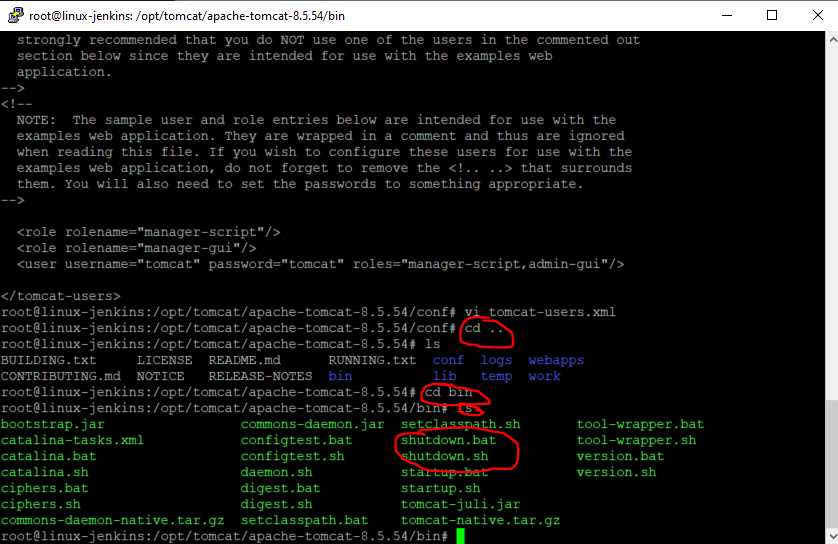 root@linux-jenkins: /opt/tomcat/apache-tomcat-8.5.54/bin
strongly recommended that you do NOT use one of the users in the commented out
section below since they are intended for use with the examples web
application.
-->
<!--
NOTE:  The sample user and role entries below are intended for use with the
examples web application. They are wrapped in a comment and thus are ignored
when reading this file. If you wish to configure these users for use with the
examples web application, do not forget to remove the <!.. ..> that surrounds
them. You will also need to set the passwords to something appropriate.
-->
<role rolename="manager-script"/>
<role rolename="manager-gui"/>
<user username="tomcat" password="tomcat" roles="manager-script,admin-gui"/>
</tomcat-users>
root@linux-jenkins:/opt/tomcat/apache-tomcat-8.5.54/conf# vi tomcat-users.xml
root@linux-jenkins:/opt/tomcat/apache-tomcat-8.5.54/conf# cd ..
root@linux-jenkins:/opt/tomcat/apache-tomcat-8.5.54# ls
BUILDING.txt     LICENSE  README.md      RUNNING.txt  conf  logs  webapps
CONTRIBUTING.md  NOTICE   RELEASE-NOTES  bin          lib   temp  work
root@linux-jenkins:/opt/tomcat/apache-tomcat-8.5.54# cd bin
root@linux-jenkins:/opt/tomcat/apache-tomcat-8.5.54/bin# ls
bootstrap.jar                 commons-daemon.jar  setclasspath.sh       tool-wrapper.bat
catalina-tasks.xml            configtest.bat      shutdown.bat          tool-wrapper.sh
catalina.bat                  configtest.sh       shutdown.sh           version.bat
catalina.sh                   daemon.sh           startup.bat           version.sh
ciphers.bat                   digest.bat          startup.sh
ciphers.sh                    digest.sh           tomcat-juli.jar
commons-daemon-native.tar.gz  setclasspath.bat    tomcat-native.tar.gz
root@linux-jenkins:/opt/tomcat/apache-tomcat-8.5.54/bin#